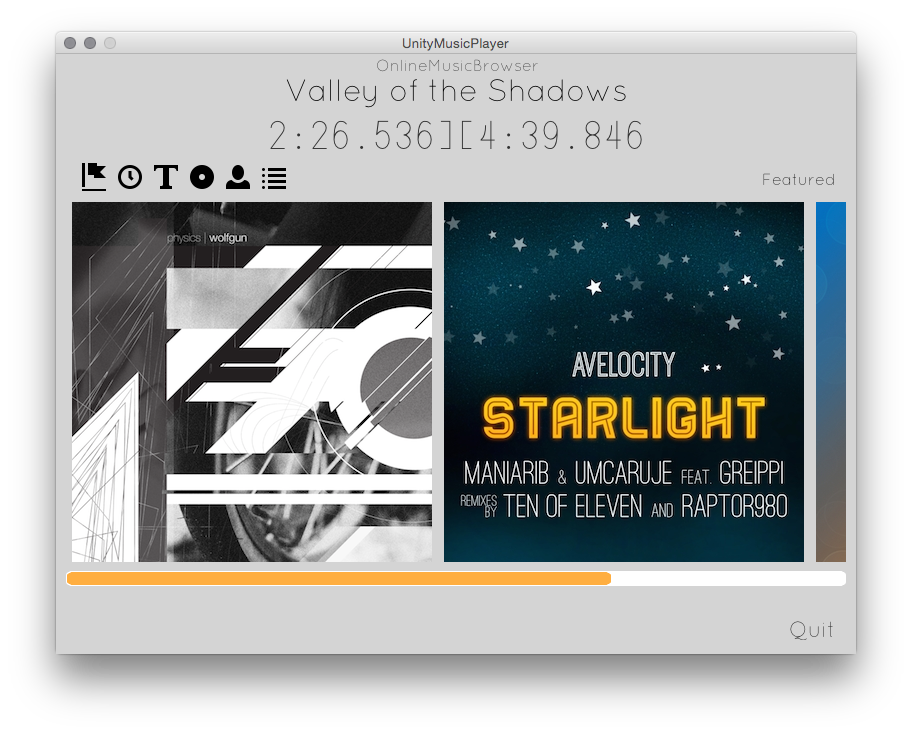 UnityMusicPlayer
OnlineMusicBrowser
Valley of the Shadows
2:26.536][4:39.846
T
Featured
physics | wolfgun
AVELOCITY
STARLIGHT
MANIARIB & UMCARUJE FEAT. GREIPPI
REMIXES BY TEN OF ELEVEN AND RAPTOR980
Quit